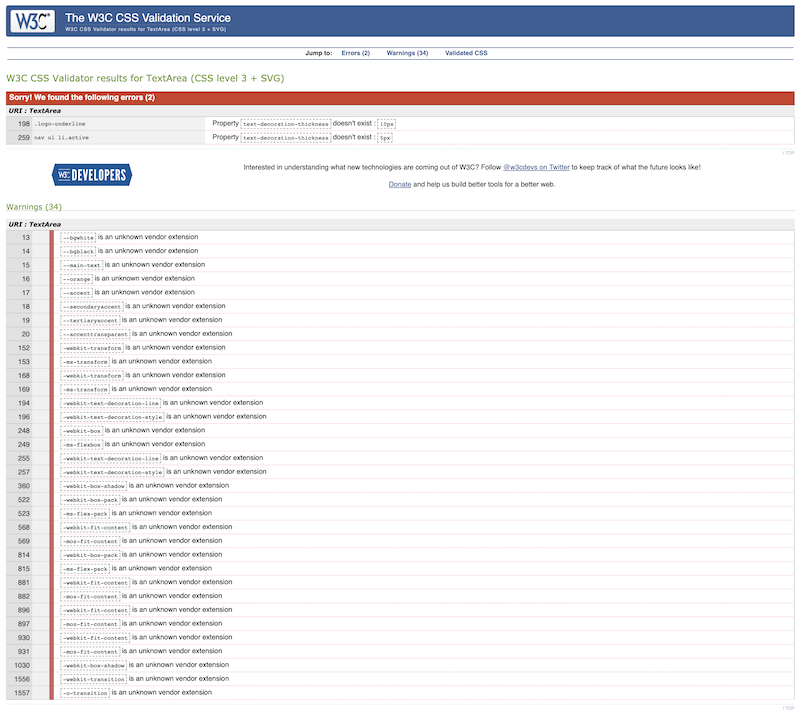 W3C® The W3C CSS Validation Service
W3C CSS Validator results for TextArea (CSS level 3 + SVG)
Jump to: Errors (2) Warnings (34) Validated CSS
W3C CSS Validator results for TextArea (CSS level 3 + SVG)
Sorry! We found the following errors (2)
URI : TextArea
198 .logo-underline Property text-decoration-thickness doesn't exist : 10px
259 nav ul li.active Property text-decoration-thickness doesn't exist : 5px
↑ TOP
W3C DEVELOPERS
Interested in understanding what new technologies are coming out of W3C? Follow @w3cdevs on Twitter to keep track of what the future looks like!
Donate and help us build better tools for a better web.
Warnings (34)
URI : TextArea
13 --bgwhite is an unknown vendor extension
14 --bgblack is an unknown vendor extension
15 --main-text is an unknown vendor extension
16 --orange is an unknown vendor extension
17 --accent is an unknown vendor extension
18 --secondaryaccent is an unknown vendor extension
19 --tertiaryaccent is an unknown vendor extension
20 --accenttransparent is an unknown vendor extension
152 -webkit-transform is an unknown vendor extension
153 -ms-transform is an unknown vendor extension
168 -webkit-transform is an unknown vendor extension
169 -ms-transform is an unknown vendor extension
194 -webkit-text-decoration-line is an unknown vendor extension
196 -webkit-text-decoration-style is an unknown vendor extension
248 -webkit-box is an unknown vendor extension
249 -ms-flexbox is an unknown vendor extension
255 -webkit-text-decoration-line is an unknown vendor extension
257 -webkit-text-decoration-style is an unknown vendor extension
360 -webkit-box-shadow is an unknown vendor extension
522 -webkit-box-pack is an unknown vendor extension
523 -ms-flex-pack is an unknown vendor extension
568 -webkit-fit-content is an unknown vendor extension
569 -moz-fit-content is an unknown vendor extension
814 -webkit-box-pack is an unknown vendor extension
815 -ms-flex-pack is an unknown vendor extension
881 -webkit-fit-content is an unknown vendor extension
882 -moz-fit-content is an unknown vendor extension
896 -webkit-fit-content is an unknown vendor extension
897 -moz-fit-content is an unknown vendor extension
930 -webkit-fit-content is an unknown vendor extension
931 -moz-fit-content is an unknown vendor extension
1030 -webkit-box-shadow is an unknown vendor extension
1556 -webkit-transition is an unknown vendor extension
1557 -o-transition is an unknown vendor extension
↑ TOP